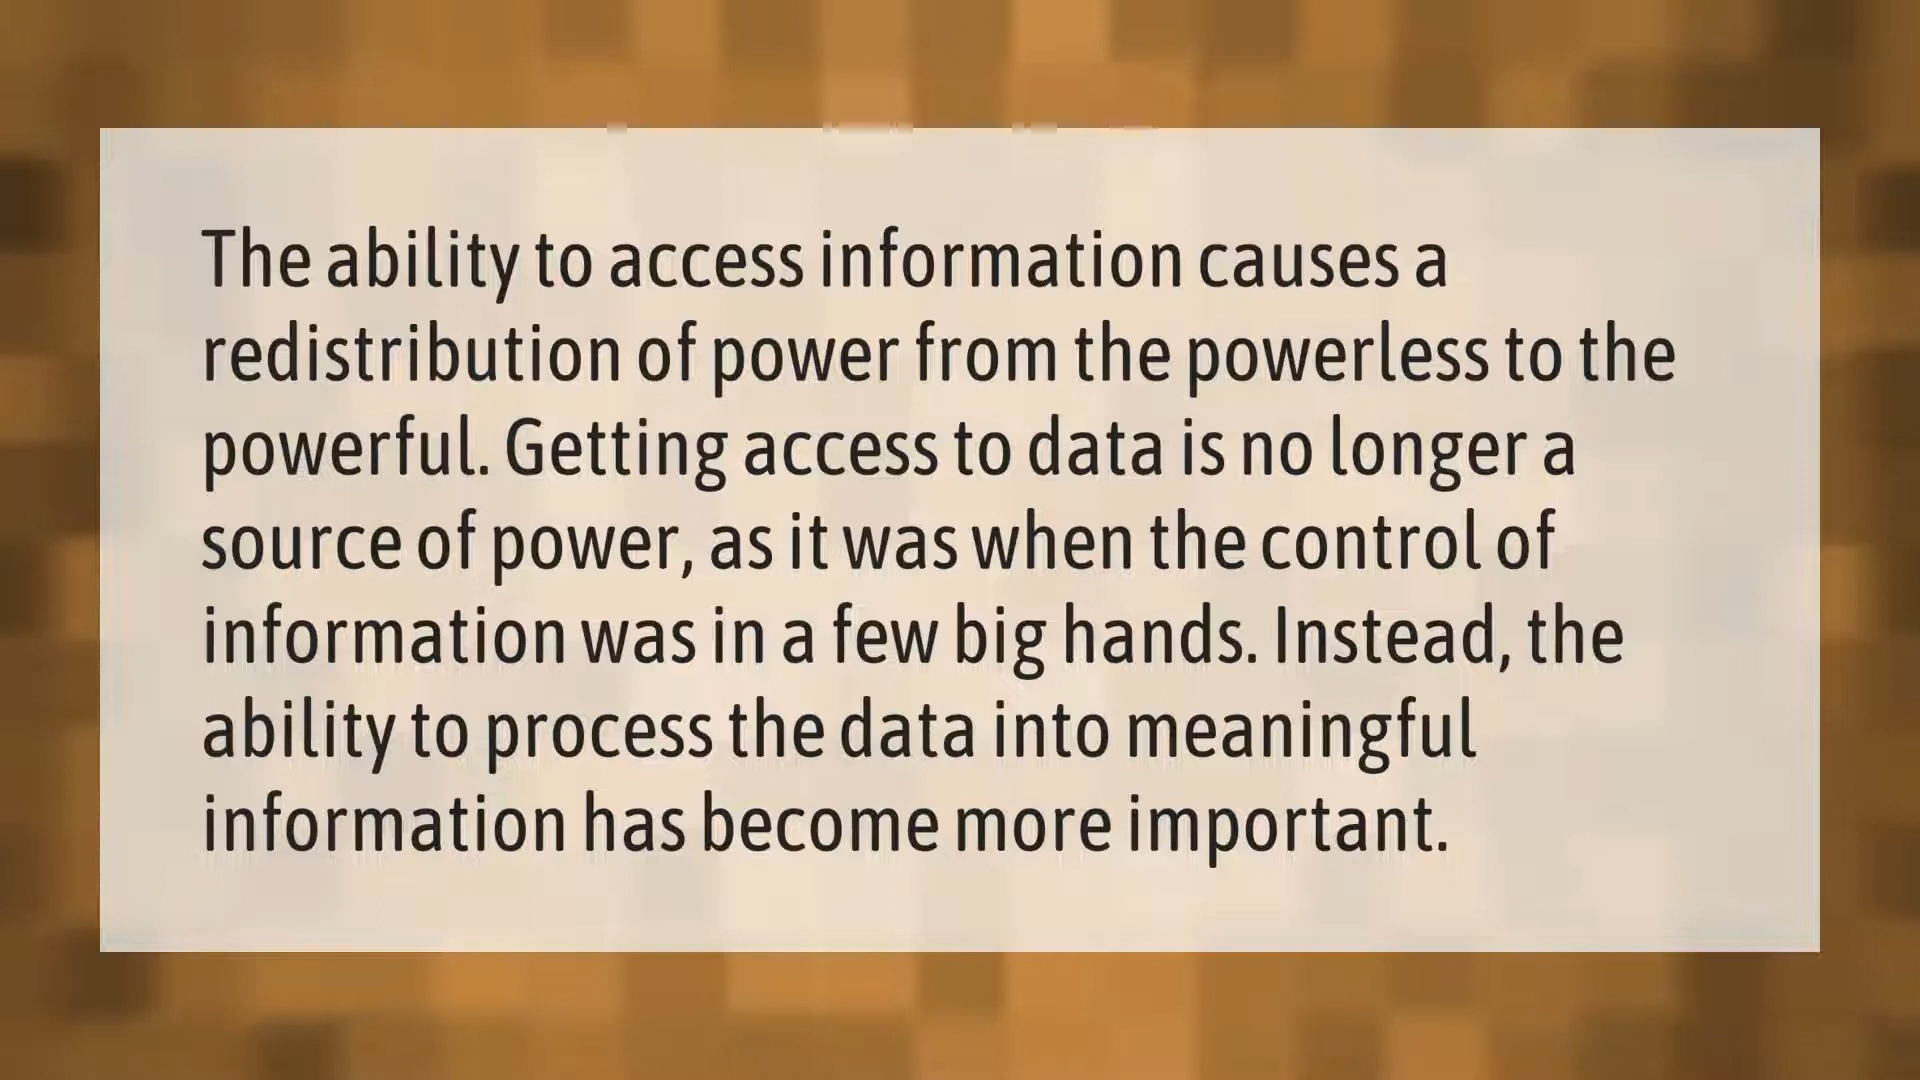 The ability to access information causes a
redistribution of power from the powerless to the
powerful. Getting access to data is no longer a
source of power, as it was when the control of
information was in a few big hands. Instead, the
ability to process the data into meaningful
information has become more important.